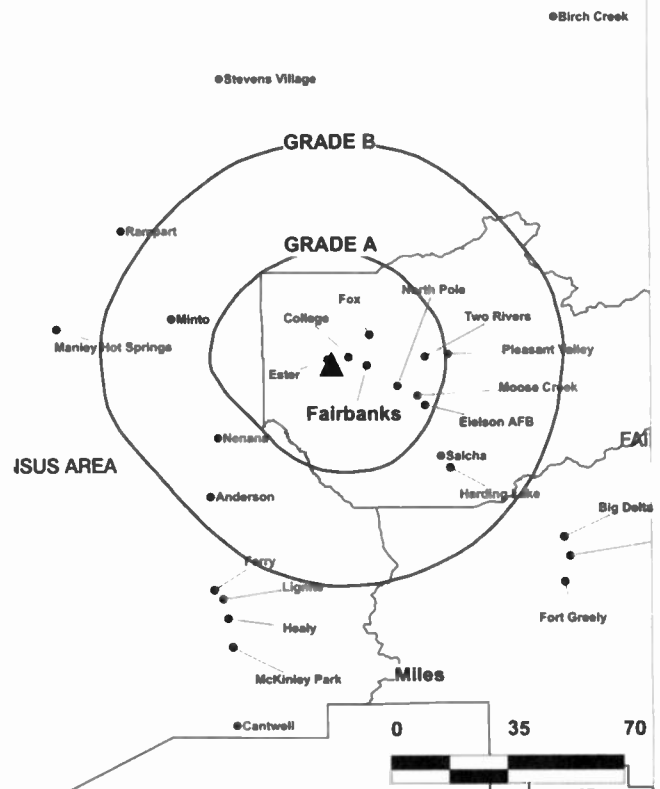 Birch Creek
Stevens Village
GRADE B
Rampart
GRADE A
North Pole
Fox
Minto
College
Two Rivers
Manley Hot Springs
Pleasant Valley
Ester
Moose Creek
Fairbanks
Eielson AFB
Nenana
FAI
Salcha
ISUS AREA
Harding Lake
Anderson
Big Delta
Ferry
Lignite
Fort Greely
Healy
McKinley Park
Miles
Cantwell
0 35 70